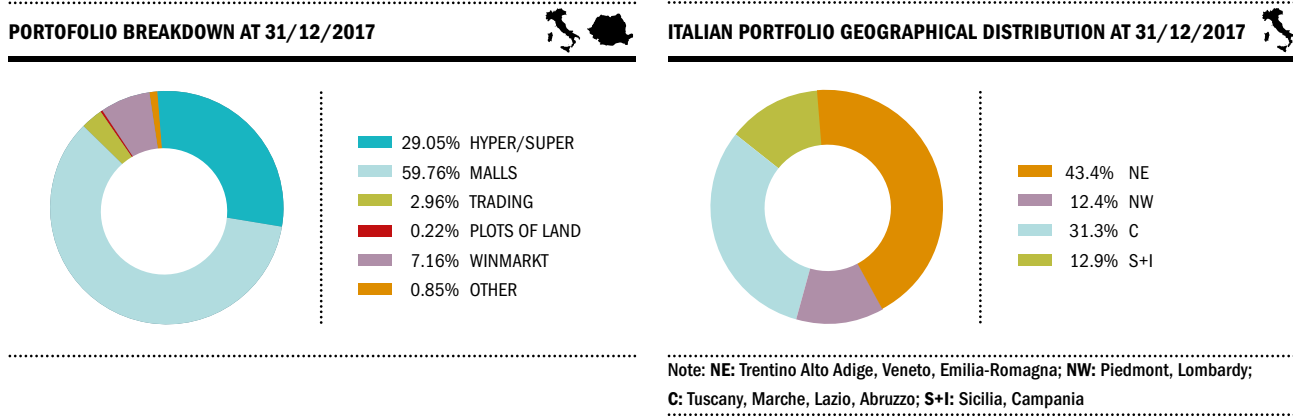 PORTOFOLIO BREAKDOWN AT 31/12/2017
29.05% HYPER/SUPER
59.76% MALLS
2.96% TRADING
0.22% PLOTS OF LAND
7.16% WINMARKT
0.85% OTHER
ITALIAN PORTFOLIO GEOGRAPHICAL DISTRIBUTION AT 31/12/2017
43.4% NE
12.4% NW
31.3% C
12.9% S+I
Note: NE: Trentino Alto Adige, Veneto, Emilia-Romagna; NW: Piedmont, Lombardy;
C: Tuscany, Marche, Lazio, Abruzzo; S+I: Sicilia, Campania